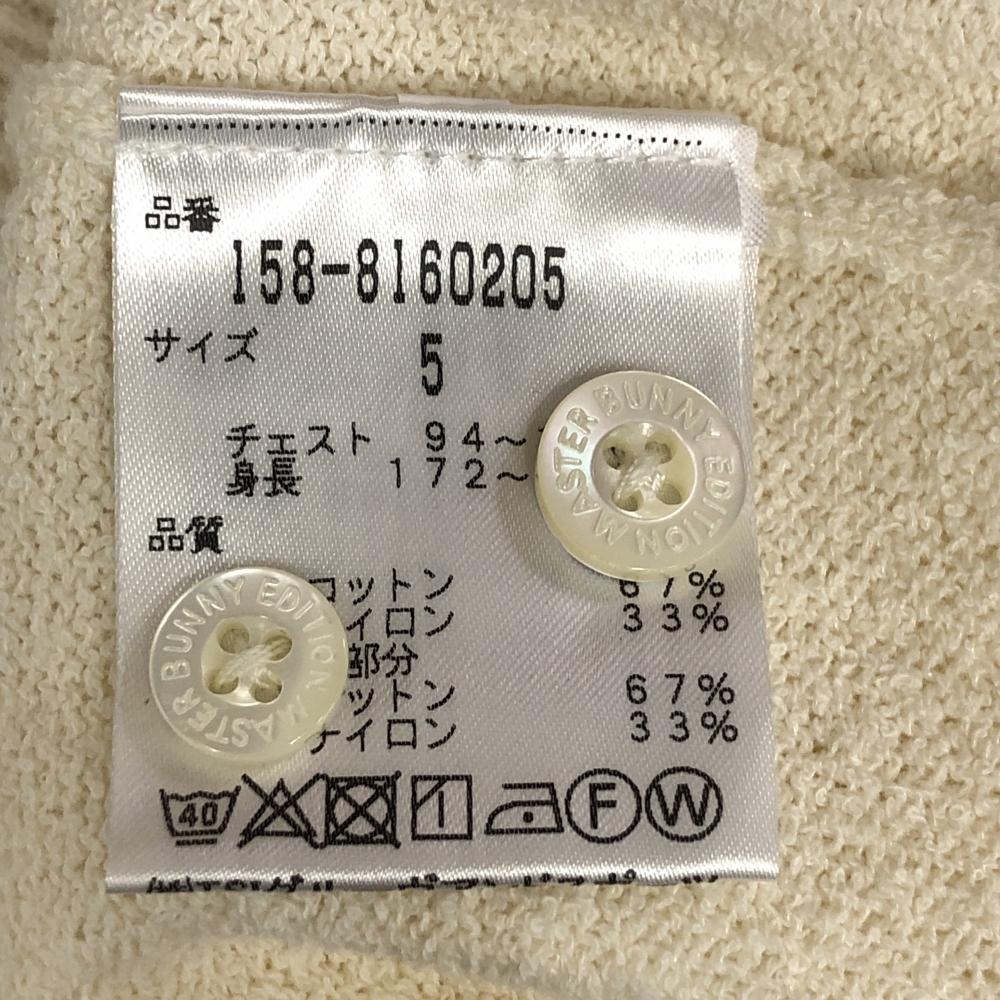 品番
158-8160205
サイズ
5
チェスト 94～
身長 172～
品質
コットン 67%
イロン 33%
部分
ットン 67%
ナイロン 33%
40
F
W
MASTER BUNNY EDITION
MASTER BUNNY EDITION